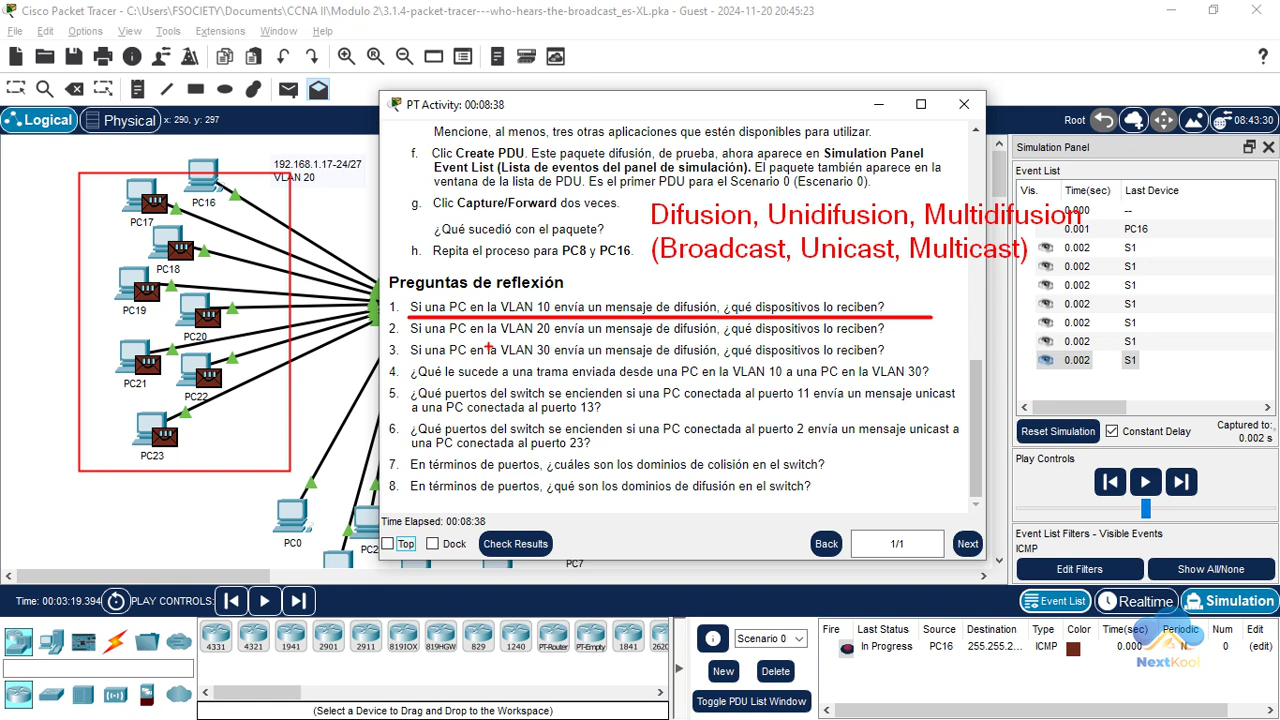 Cisco Packet Tracer - C:\Users\FSOCIETY\Documents\CCNA II\Modulo 2\3.1.4-packet-tracer---who-hears-the-broadcast_es-XL.pka - Guest - 2024-11-20 20:45:23
File Edit Options View Tools Extensions Window Help
Logical Physical x: 290, y: 297 Root 08:43:30
192.168.1.17-24/27
VLAN 20
PC16
PC17
PC18
PC19
PC20
PC21
PC22
PC23
PC0
PC7
PT Activity: 00:08:38
Mencione, al menos, tres otras aplicaciones que estén disponibles para utilizar.
f. Clic Create PDU. Este paquete difusión, de prueba, ahora aparece en Simulation Panel
Event List (Lista de eventos del panel de simulación). El paquete también aparece en la
ventana de la lista de PDU. Es el primer PDU para el Scenario 0 (Escenario 0).
g. Clic Capture/Forward dos veces.
¿Qué sucedió con el paquete?
h. Repita el proceso para PC8 y PC16.
Difusion, Unidifusion, Multidifusion
(Broadcast, Unicast, Multicast)
Preguntas de reflexión
1. Si una PC en la VLAN 10 envía un mensaje de difusión, ¿qué dispositivos lo reciben?
2. Si una PC en la VLAN 20 envía un mensaje de difusión, ¿qué dispositivos lo reciben?
3. Si una PC en la VLAN 30 envía un mensaje de difusión, ¿qué dispositivos lo reciben?
4. ¿Qué le sucede a una trama enviada desde una PC en la VLAN 10 a una PC en la VLAN 30?
5. ¿Qué puertos del switch se encienden si una PC conectada al puerto 11 envía un mensaje unicast
a una PC conectada al puerto 13?
6. ¿Qué puertos del switch se encienden si una PC conectada al puerto 2 envía un mensaje unicast a
una PC conectada al puerto 23?
7. En términos de puertos, ¿cuáles son los dominios de colisión en el switch?
8. En términos de puertos, ¿qué son los dominios de difusión en el switch?
Time Elapsed: 00:08:38
Top Dock Check Results Back 1/1 Next
Simulation Panel
Event List
Vis. Time(sec) Last Device
0.000 --
0.001 PC16
0.002 S1
0.002 S1
0.002 S1
0.002 S1
0.002 S1
0.002 S1
0.002 S1
Reset Simulation Constant Delay Captured to:
0.002 s
Play Controls
Event List Filters - Visible Events
ICMP
Edit Filters Show All/None
Time: 00:03:19.394 PLAY CONTROLS: Event List Realtime Simulation
4331 4321 1941 2901 2911 819IOX 819HGW 829 1240 PT-Router PT-Empty 1841 2620
(Select a Device to Drag and Drop to the Workspace)
Scenario 0
New Delete
Toggle PDU List Window
Fire Last Status Source Destination Type Color Time(sec) Periodic Num Edit
In Progress PC16 255.255.2... ICMP 0.000 N... 0 (edit)
NextKool